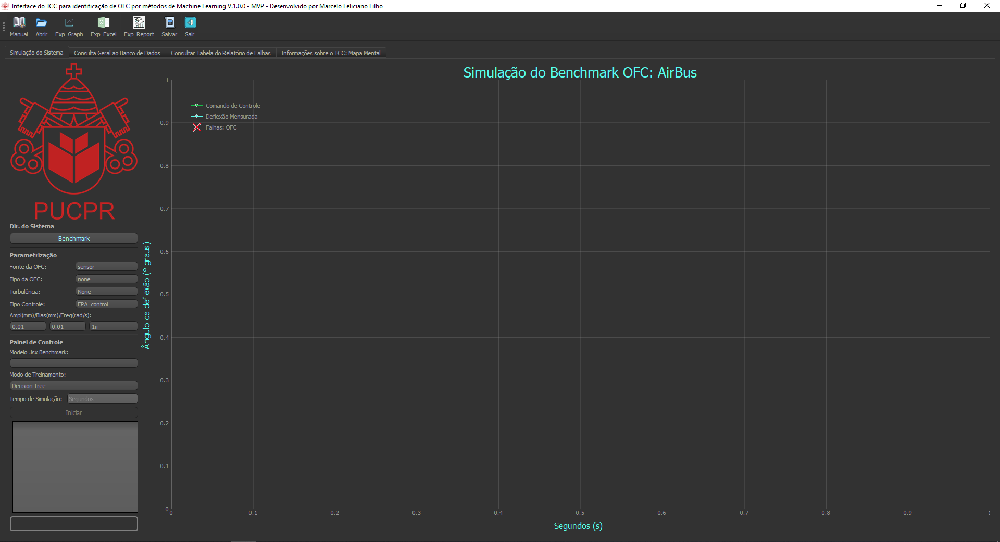 Interface do TCC para identificação de OFC por métodos de Machine Learning V.1.0.0 - MVP - Desenvolvido por Marcelo Feliciano Filho
Manual Abrir Exp_Graph Exp_Excel Exp_Report Salvar Sair
Simulação do Sistema Consulta Geral ao Banco de Dados Consultar Tabela do Relatório de Falhas Informações sobre o TCC: Mapa Mental
PUCPR
Dir. do Sistema
Benchmark
Parametrização
Fonte da OFC: sensor
Tipo da OFC: none
Turbulência: None
Tipo Controle: FPA_control
Ampl(mm)/Bias(mm)/Freq(rad/s):
0.01 0.01 1π
Painel de Controle
Modelo .lsx Benchmark:
Modo de Treinamento:
Decision Tree
Tempo de Simulação: Segundos
Iniciar
Simulação do Benchmark OFC: AirBus
Comando de Controle
Deflexão Mensurada
Falhas: OFC
Ângulo de deflexão (° graus)
1
0.9
0.8
0.7
0.6
0.5
0.4
0.3
0.2
0.1
0
0 0.1 0.2 0.3 0.4 0.5 0.6 0.7 0.8 0.9 1
Segundos (s)